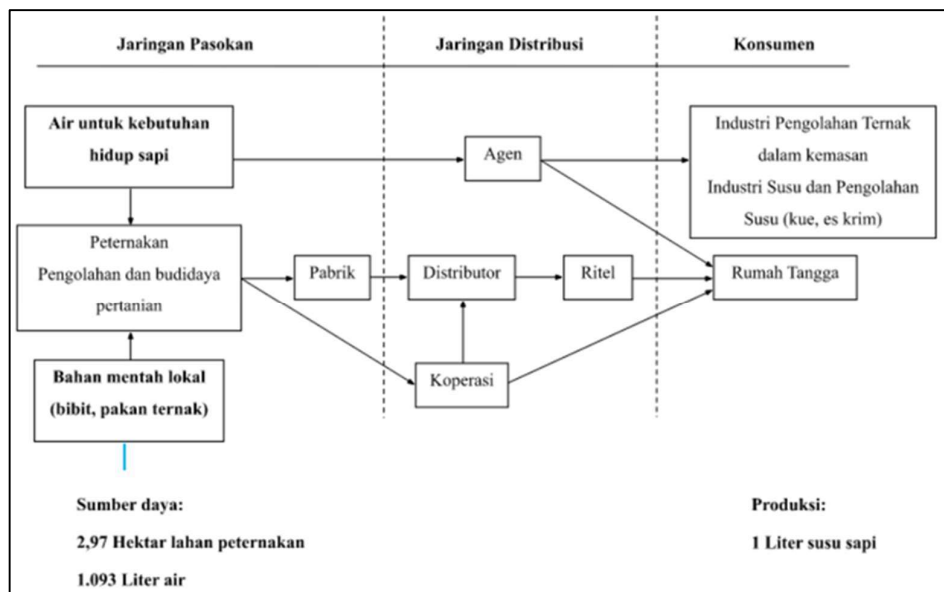 Jaringan Pasokan
Jaringan Distribusi
Konsumen
Air untuk kebutuhan
hidup sapi
Agen
Industri Pengolahan Ternak
dalam kemasan
Industri Susu dan Pengolahan
Susu (kue, es krim)
Peternakan
Pengolahan dan budidaya
pertanian
Pabrik
Distributor
Ritel
Rumah Tangga
Bahan mentah lokal
(bibit, pakan ternak)
Koperasi
Sumber daya:
2,97 Hektar lahan peternakan
1.093 Liter air
Produksi:
1 Liter susu sapi